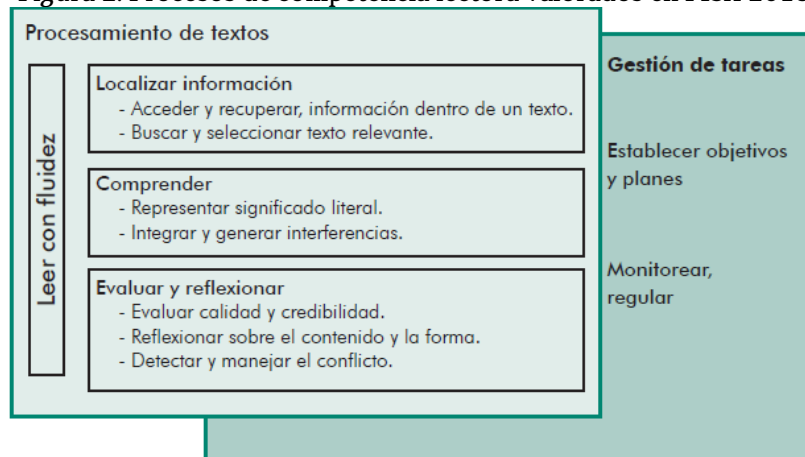 Figura 2. Procesos de competencia lectora valorados en PISA 2018
Procesamiento de textos
Leer con fluidez
Localizar información
- Acceder y recuperar, información dentro de un texto.
- Buscar y seleccionar texto relevante.
Comprender
- Representar significado literal.
- Integrar y generar interferencias.
Evaluar y reflexionar
- Evaluar calidad y credibilidad.
- Reflexionar sobre el contenido y la forma.
- Detectar y manejar el conflicto.
Gestión de tareas
Establecer objetivos
y planes
Monitorear,
regular